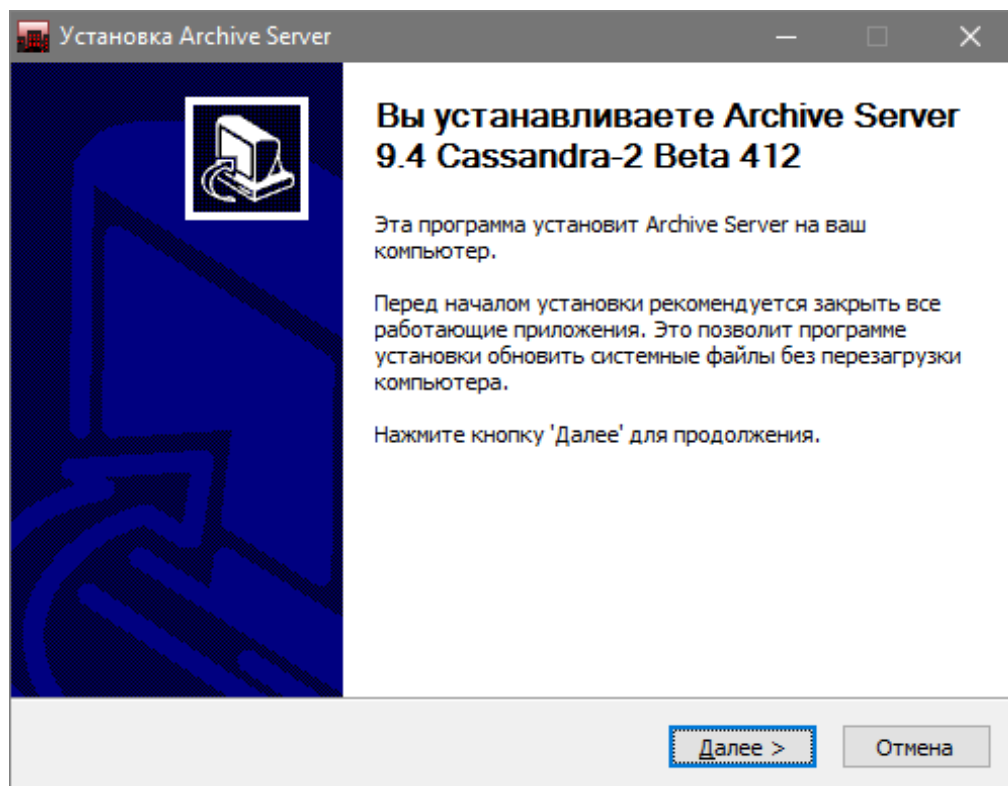 Установка Archive Server
Вы устанавливаете Archive Server
9.4 Cassandra-2 Beta 412
Эта программа установит Archive Server на ваш
компьютер.
Перед началом установки рекомендуется закрыть все
работающие приложения. Это позволит программе
установки обновить системные файлы без перезагрузки
компьютера.
Нажмите кнопку 'Далее' для продолжения.
Далее >
Отмена